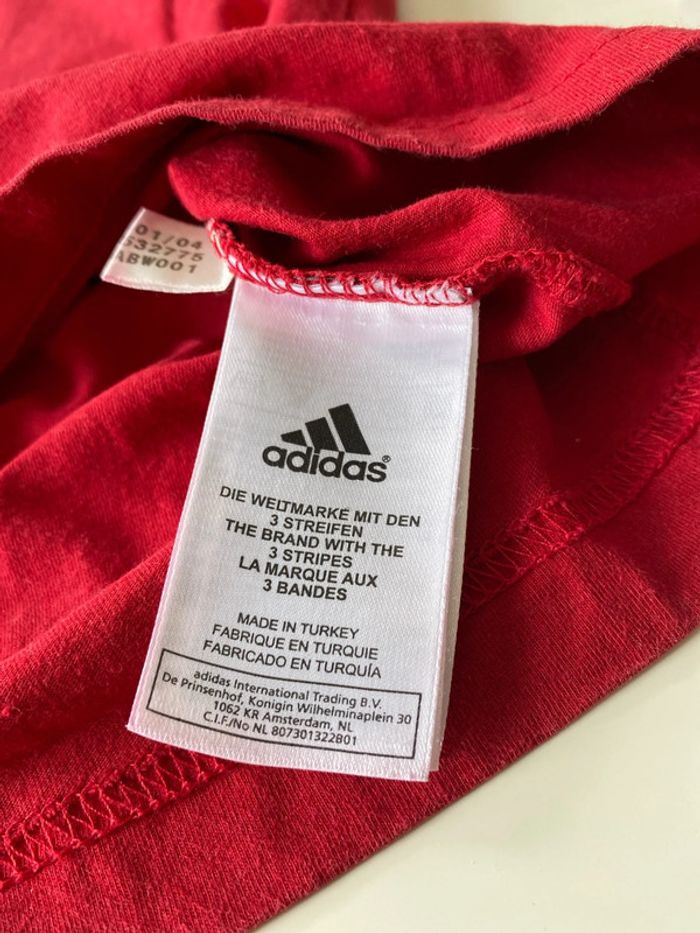 01/04
532775
ABW001
adidas®
DIE WELTMARKE MIT DEN
3 STREIFEN
THE BRAND WITH THE
3 STRIPES
LA MARQUE AUX
3 BANDES
MADE IN TURKEY
FABRIQUE EN TURQUIE
FABRICADO EN TURQUÍA
adidas International Trading B.V.
De Prinsenhof, Konigin Wilhelminaplein 30
1062 KR Amsterdam, NL
C.I.F./No NL 807301322B01